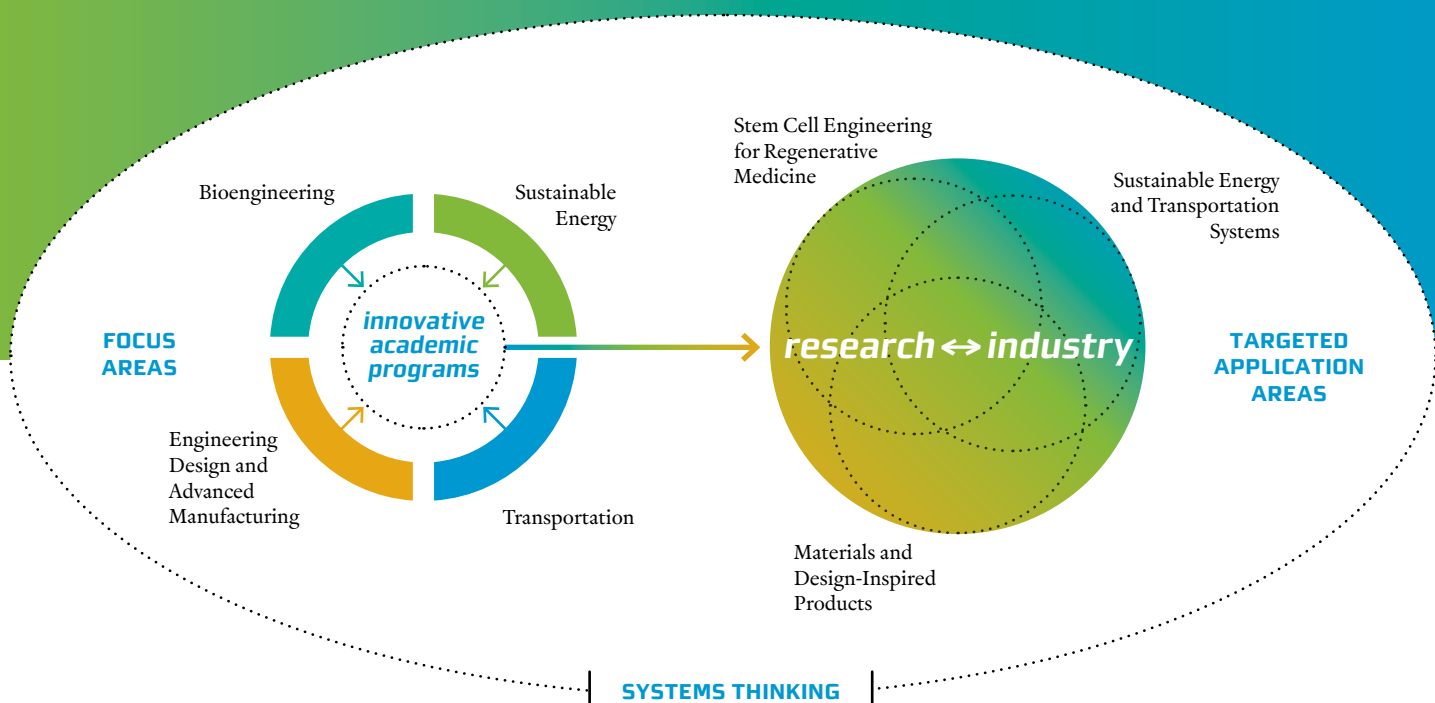 Stem Cell Engineering
for Regenerative
Medicine
Sustainable Energy
and Transportation
Systems
Bioengineering
Sustainable
Energy
FOCUS
AREAS
innovative
academic
programs
research ↔ industry
TARGETED
APPLICATION
AREAS
Engineering
Design and
Advanced
Manufacturing
Transportation
Materials and
Design-Inspired
Products
SYSTEMS THINKING